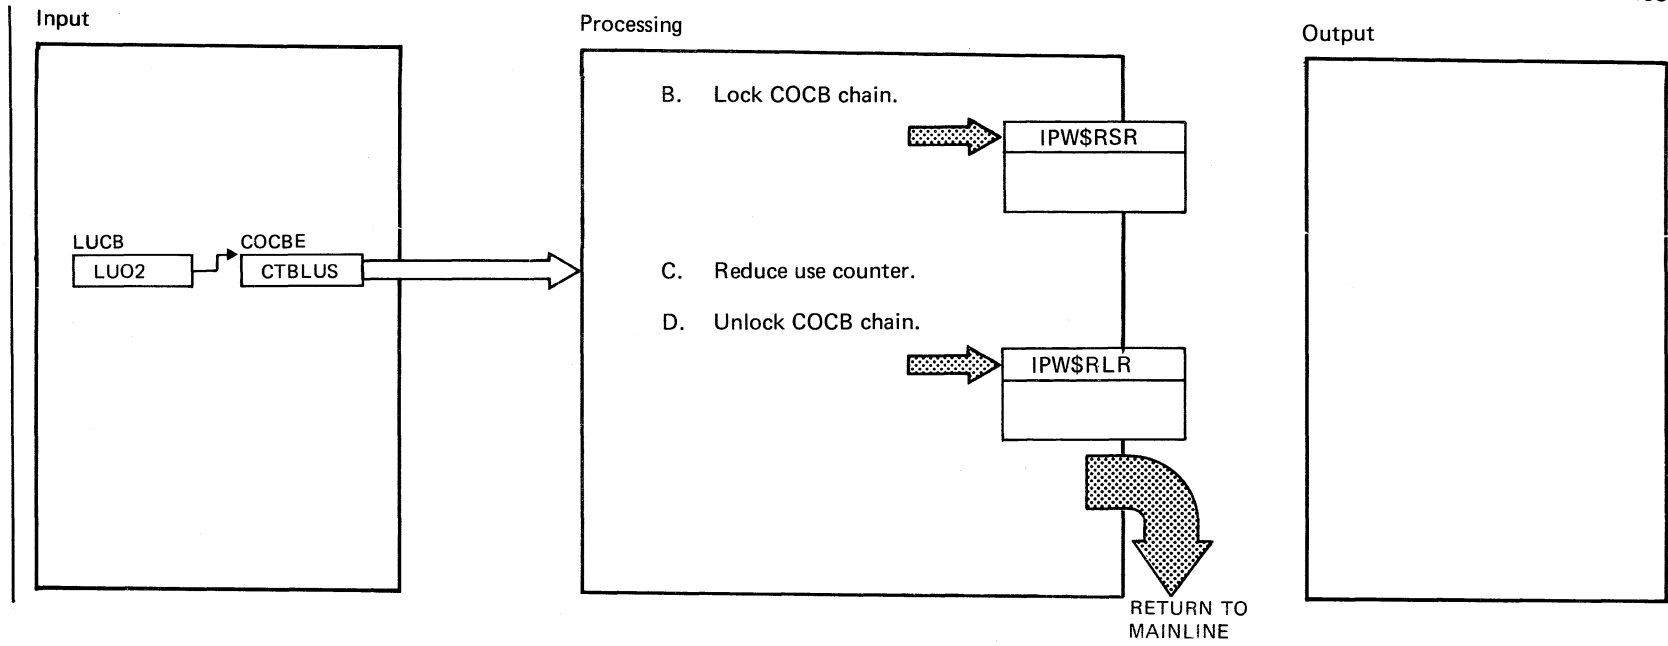 Input
Processing
Output
B. Lock COCB chain.
IPW$RSR
LUCB
COCBE
LUO2
CTBLUS
C. Reduce use counter.
D. Unlock COCB chain.
IPW$RLR
RETURN TO
MAINLINE